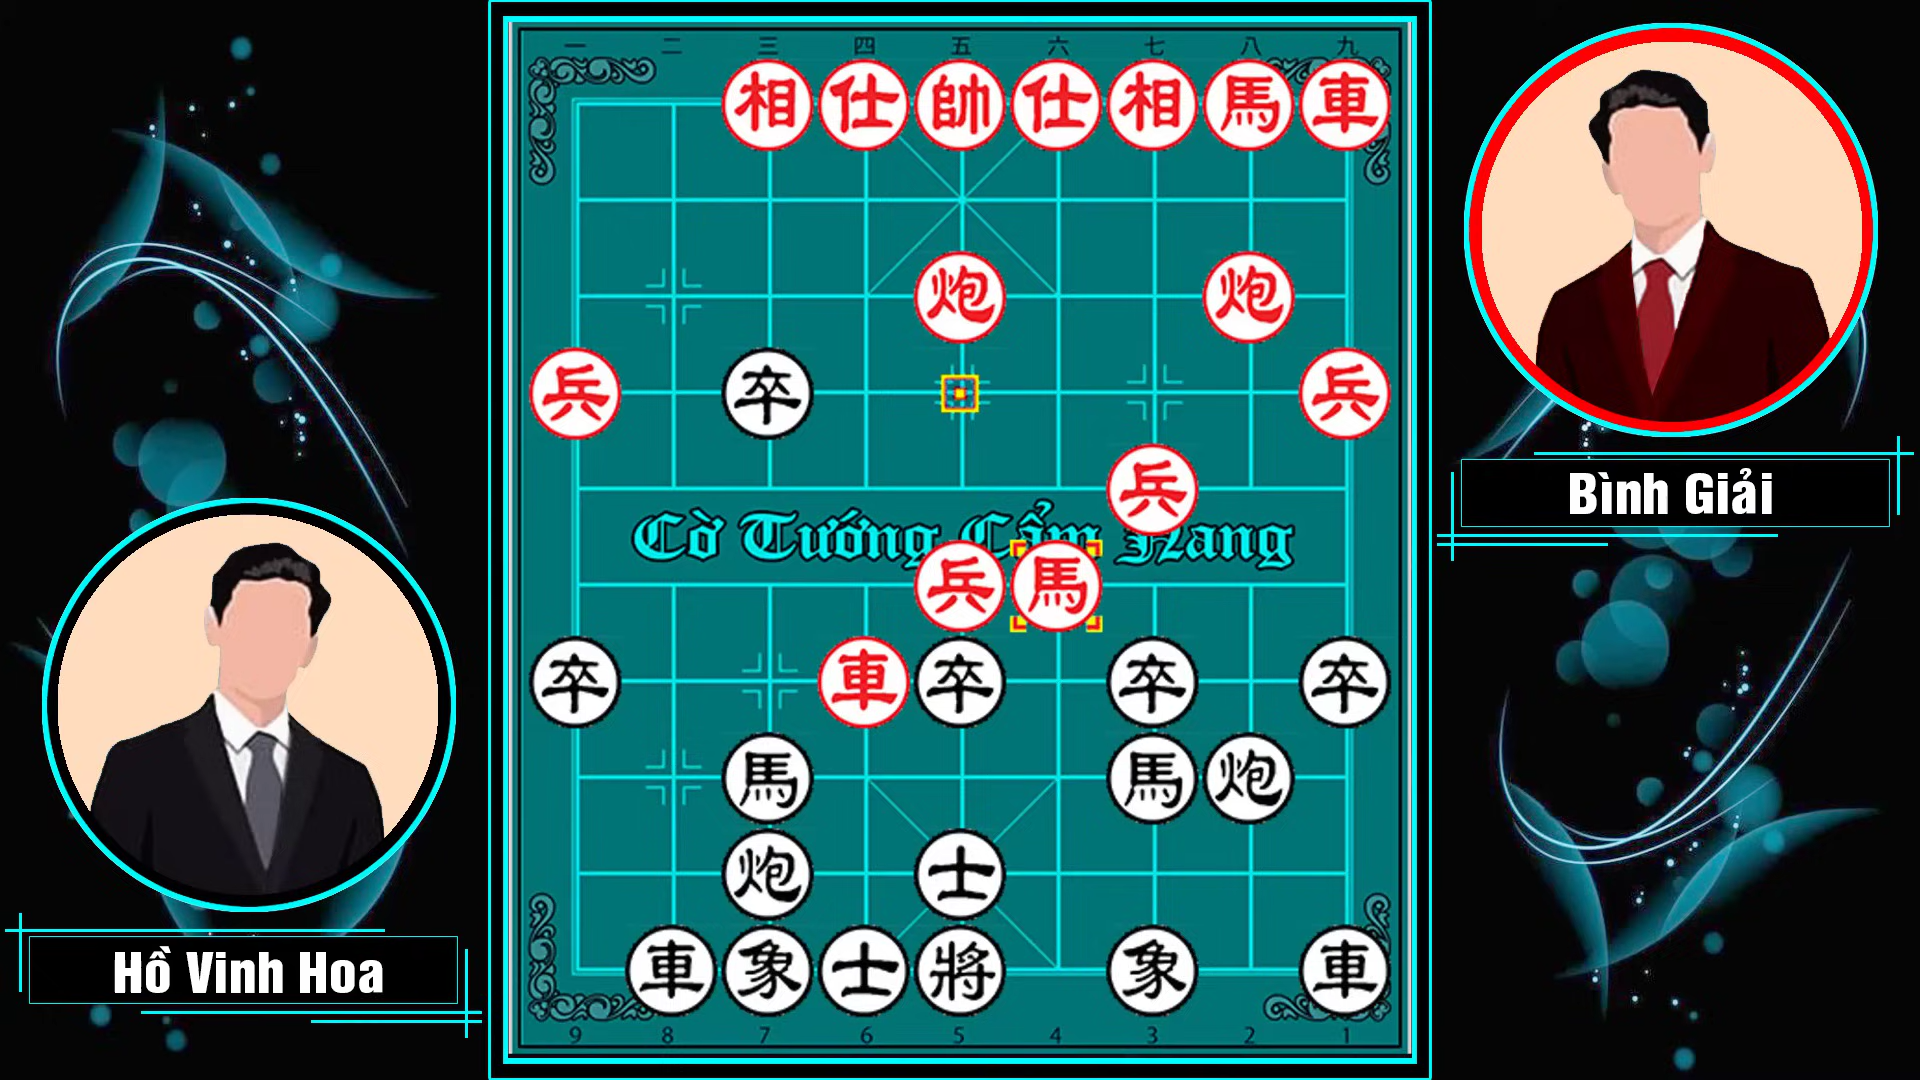 一 二 三 四 五 六 七 八 九
相 仕 帥 仕 相 馬 車
炮 炮
兵 卒 兵
兵
Cờ Tướng Cẩm Nang
兵 馬
卒 車 卒 卒 卒
馬 馬 炮
炮 士
車 象 士 將 象 車
9 8 7 6 5 4 3 2 1
Bình Giải
Hồ Vinh Hoa